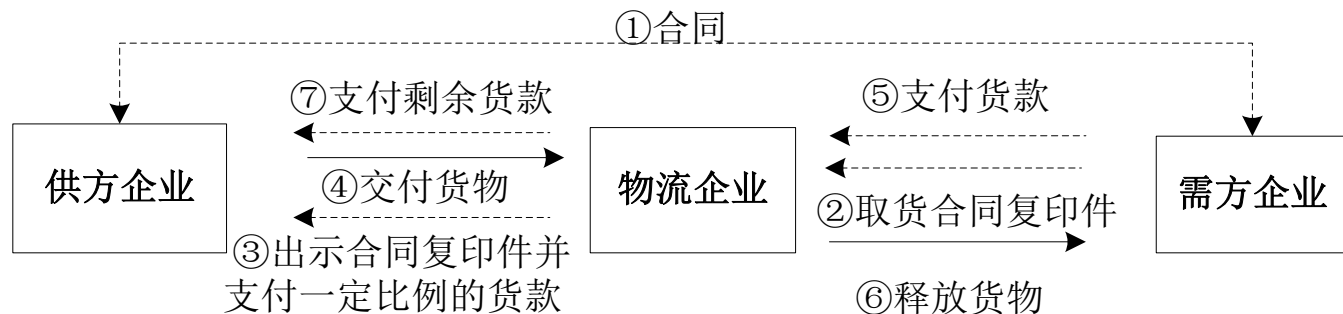 ①合同
⑦支付剩余货款
⑤支付货款
供方企业
④交付货物
物流企业
②取货合同复印件
需方企业
③出示合同复印件并
支付一定比例的货款
⑥释放货物